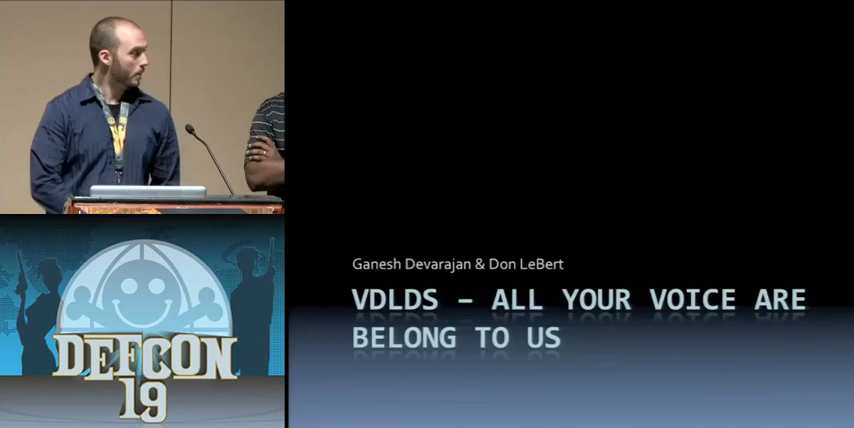 Ganesh Devarajan & Don LeBert
VDLDS – ALL YOUR VOICE ARE
BELONG TO US
DEFCON
19